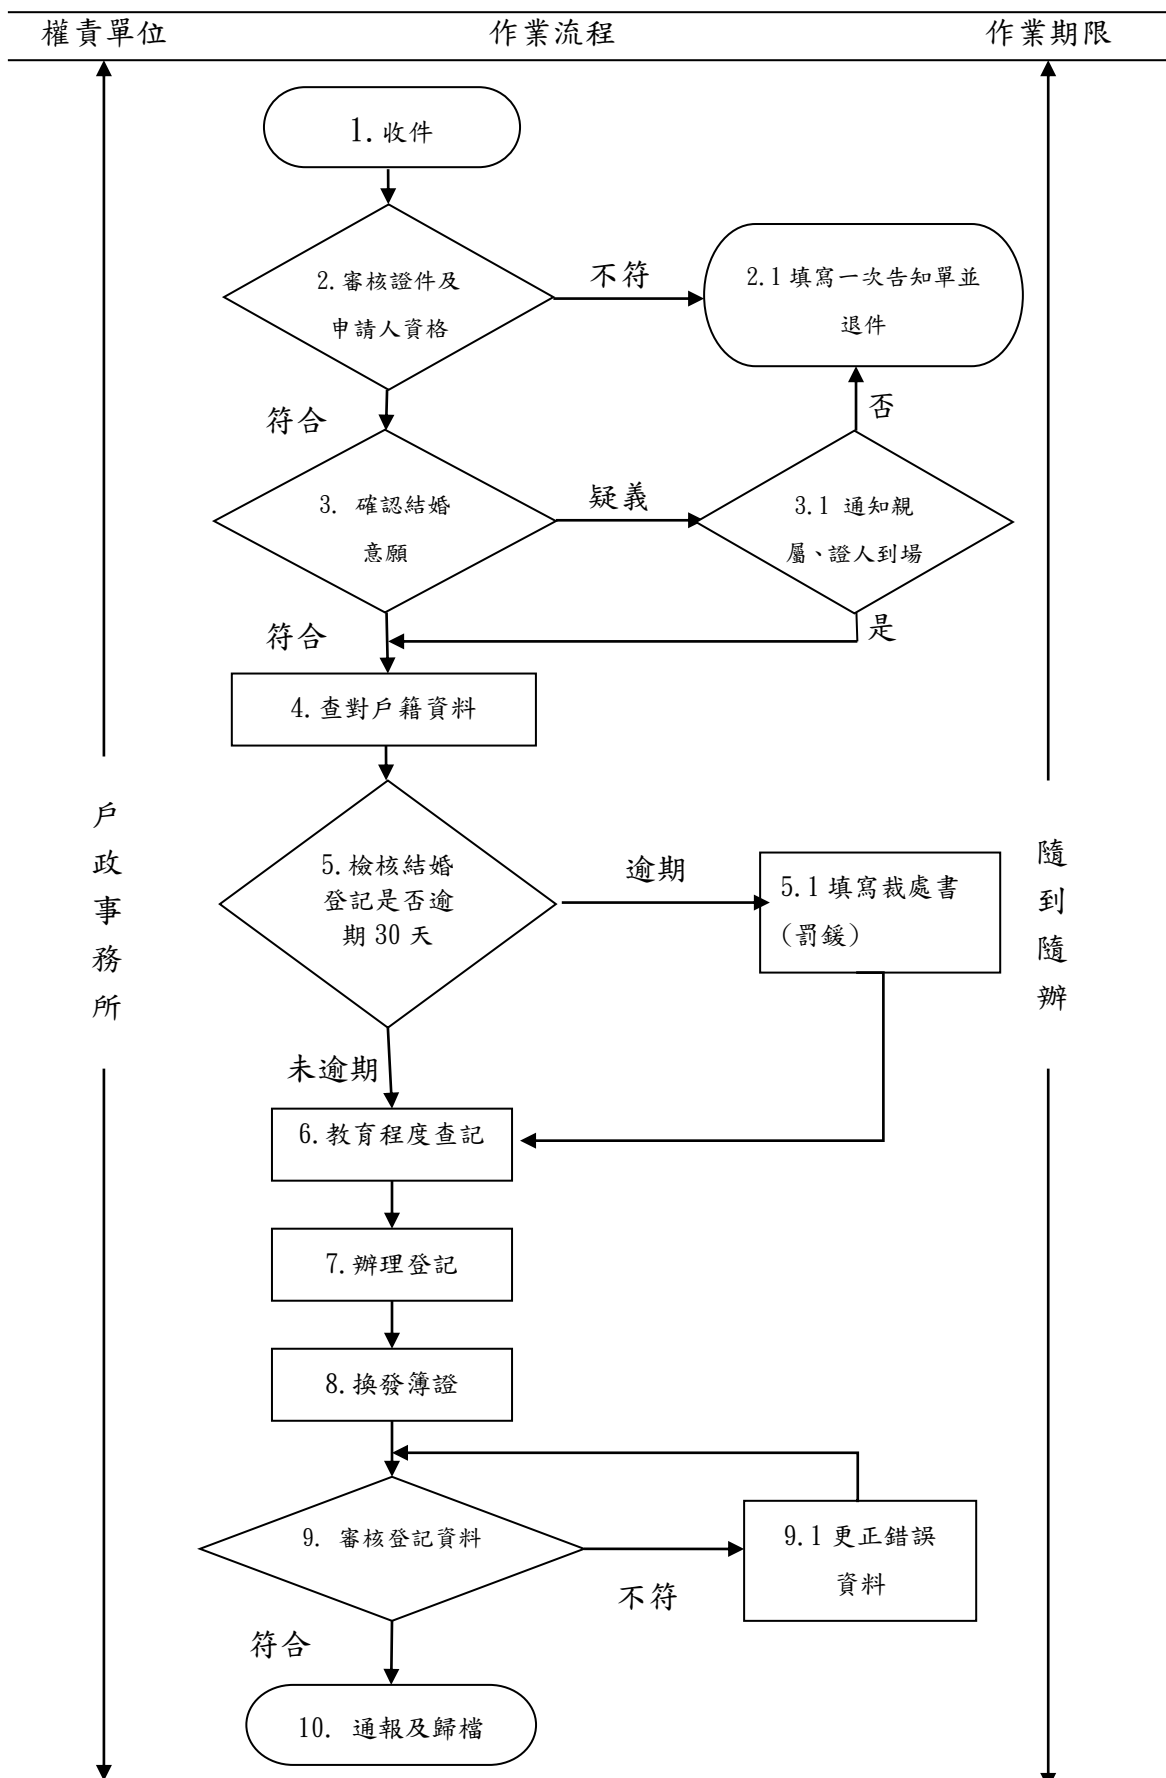 權責單位 作業流程 作業期限
1.收件
2.審核證件及
申請人資格
不符
2.1填寫一次告知單並
退件
符合
否
3. 確認結婚
意願
疑義
3.1 通知親
屬、證人到場
符合
是
4.查對戶籍資料
戶政事務所
5.檢核結婚
登記是否逾
期30天
逾期
5.1填寫裁處書
(罰鍰)
隨到隨辦
未逾期
6.教育程度查記
7.辦理登記
8.換發簿證
9. 審核登記資料
不符
9.1更正錯誤
資料
符合
10. 通報及歸檔